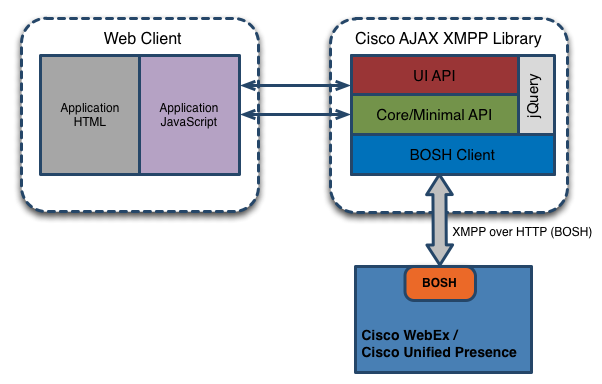 Web Client
Application
HTML
Application
JavaScript
Cisco AJAX XMPP Library
UI API
Core/Minimal API
jQuery
BOSH Client
XMPP over HTTP (BOSH)
BOSH
Cisco WebEx /
Cisco Unified Presence